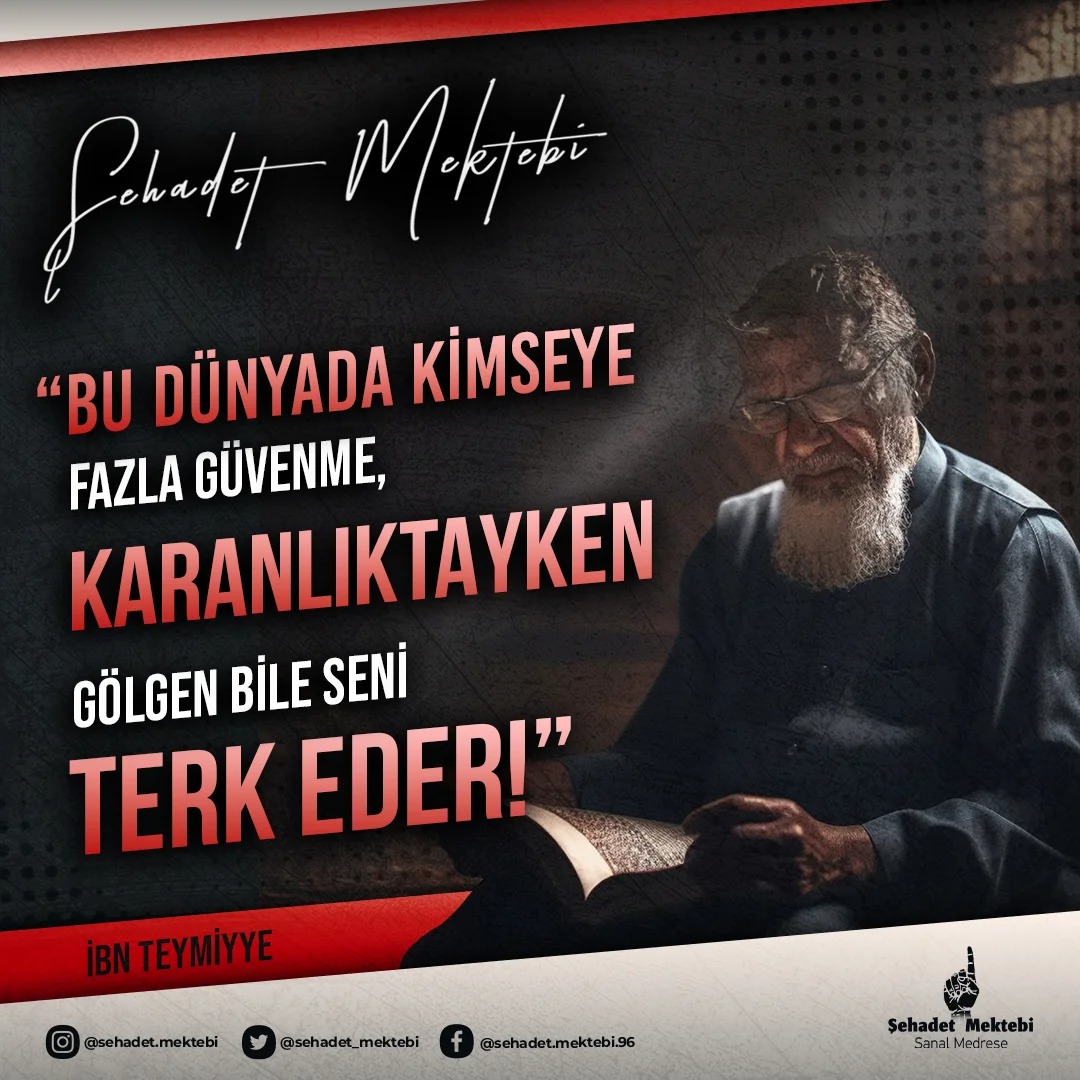 Şehadet Mektebi
“BU DÜNYADA KİMSEYE
FAZLA GÜVENME,
KARANLIKTAYKEN
GÖLGEN BİLE SENİ
TERK EDER!”
İBN TEYMİYYE
@sehadet.mektebi @sehadet_mektebi @sehadet.mektebi.96
Şehadet Mektebi
Sanal Medrese